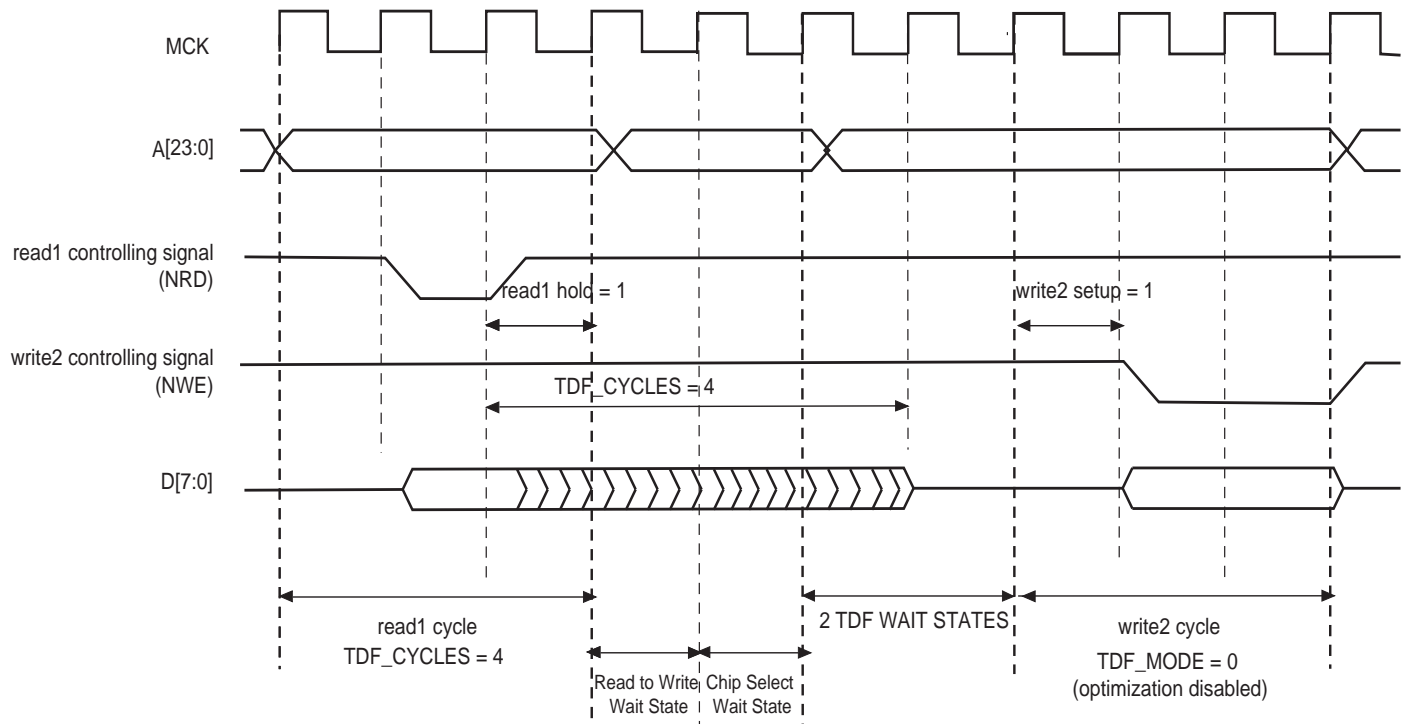 MCK
A[23:0]
read1 controlling signal
(NRD)
read1 hold = 1
write2 setup = 1
write2 controlling signal
(NWE)
TDF_CYCLES = 4
D[7:0]
read1 cycle
TDF_CYCLES = 4
Read to Write
Wait State
Chip Select
Wait State
2 TDF WAIT STATES
write2 cycle
TDF_MODE = 0
(optimization disabled)